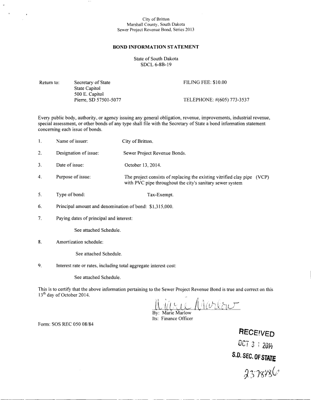 City of Britton
Marshall County, South Dakota
Sewer Project Revenue Bond, Series 2013
BOND INFORMATION STATEMENT
State of South Dakota
SDCL 6-8B-19
Return to: Secretary of State FILING FEE: $10.00
State Capitol
500 E. Capitol
Pierre, SD 57501-5077 TELEPHONE: #(605) 773-3537
Every public body, authority, or agency issuing any general obligation, revenue, improvements, industrial revenue,
special assessment, or other bonds of any type shall file with the Secretary of State a bond information statement
concerning each issue of bonds.
1. Name of issuer: City of Britton.
2. Designation of issue: Sewer Project Revenue Bonds.
3. Date of issue: October 13, 2014.
4. Purpose of issue: The project consists of replacing the existing vitrified clay pipe (VCP)
with PVC pipe throughout the city's sanitary sewer system
5. Type of bond: Tax-Exempt.
6. Principal amount and denomination of bond: $1,315,000.
7. Paying dates of principal and interest:
See attached Schedule.
8. Amortization schedule:
See attached Schedule.
9. Interest rate or rates, including total aggregate interest cost:
See attached Schedule.
This is to certify that the above information pertaining to the Sewer Project Revenue Bond is true and correct on this
13th day of October 2014.
Marie Marlow
By: Marie Marlow
Its: Finance Officer
Form: SOS REC 050 08/84
RECEIVED
OCT 3 1 2014
S.D. SEC. OF STATE